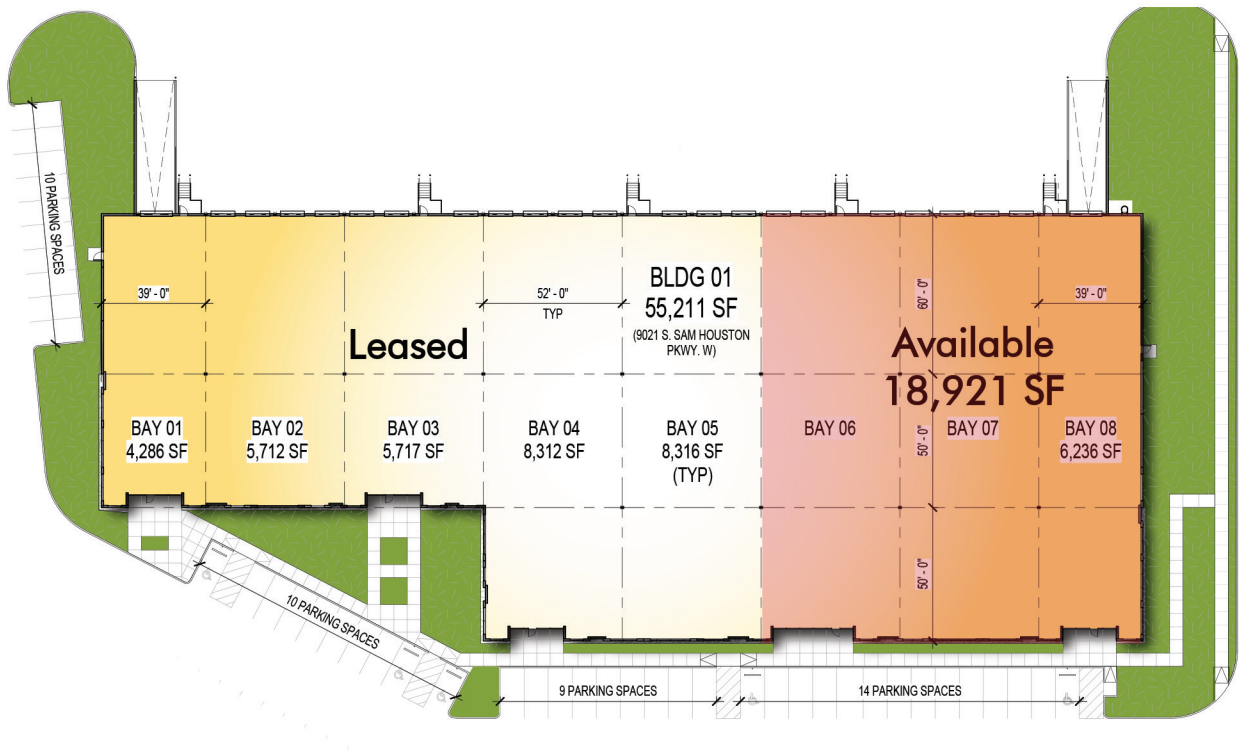 10 PARKING SPACES
39' - 0"
52' - 0"
TYP
BLDG 01
55,211 SF
(9021 S. SAM HOUSTON
PKWY. W)
60' - 0"
39' - 0"
Leased
Available
18,921 SF
BAY 01
4,286 SF
BAY 02
5,712 SF
BAY 03
5,717 SF
BAY 04
8,312 SF
BAY 05
8,316 SF
(TYP)
BAY 06
50' - 0"
BAY 07
BAY 08
6,236 SF
50' - 0"
10 PARKING SPACES
9 PARKING SPACES
14 PARKING SPACES